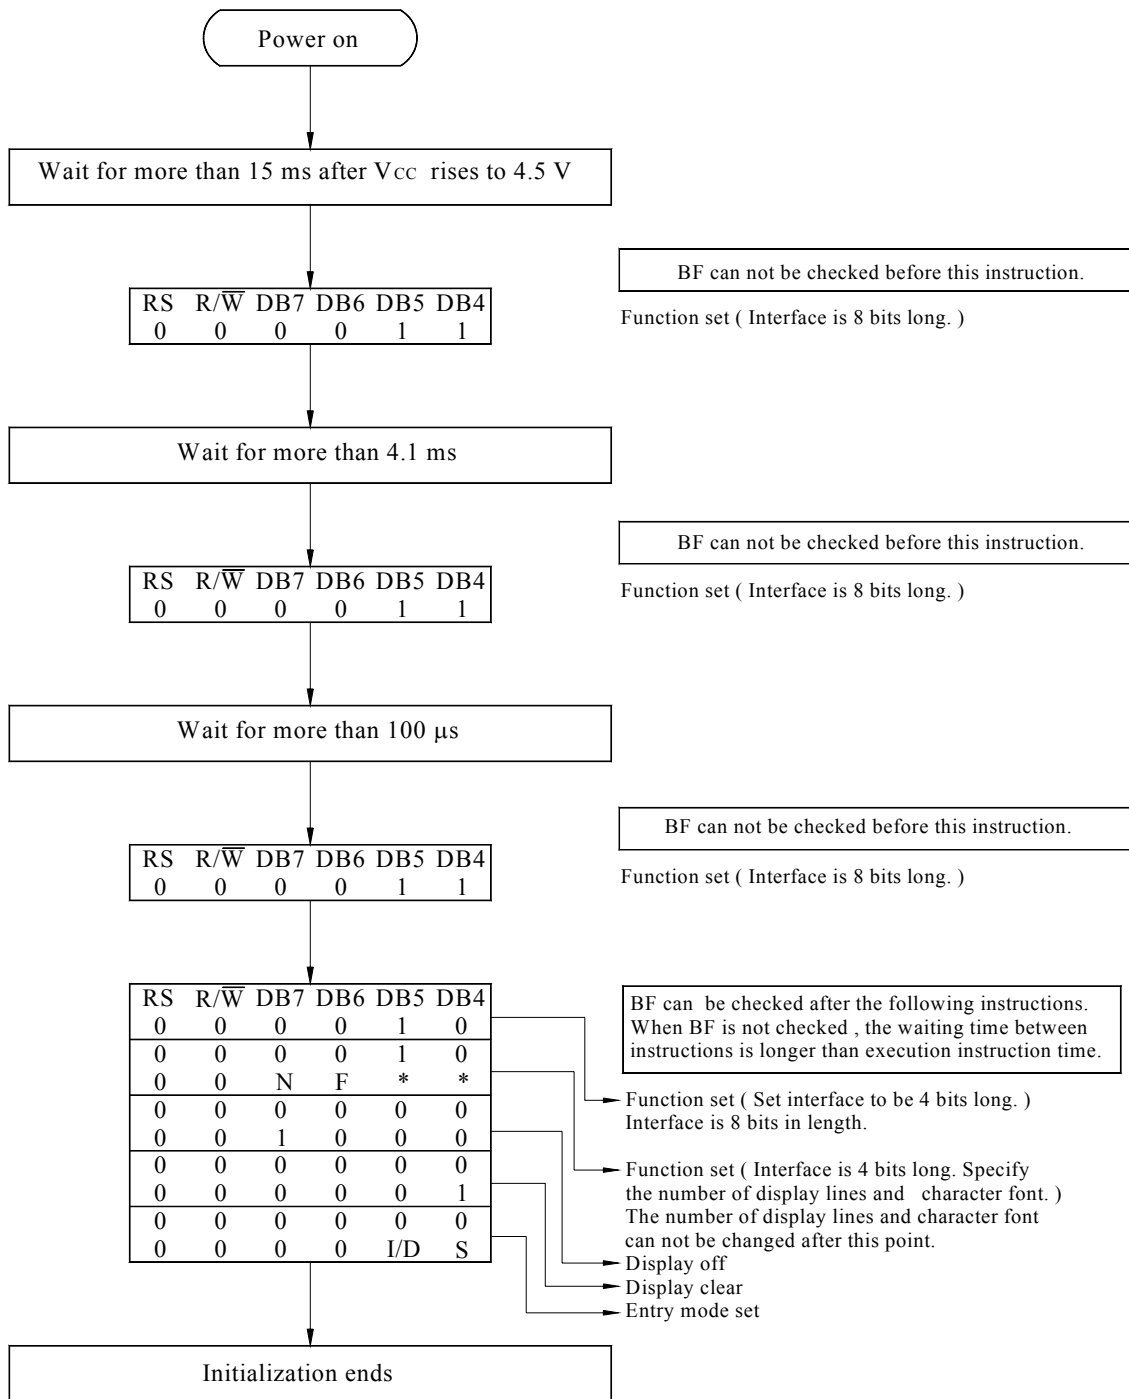 Power on
Wait for more than 15 ms after VCC rises to 4.5 V
BF can not be checked before this instruction.
RS R/W̅ DB7 DB6 DB5 DB4
0 0 0 0 1 1
Function set ( Interface is 8 bits long. )
Wait for more than 4.1 ms
BF can not be checked before this instruction.
RS R/W̅ DB7 DB6 DB5 DB4
0 0 0 0 1 1
Function set ( Interface is 8 bits long. )
Wait for more than 100 μs
BF can not be checked before this instruction.
RS R/W̅ DB7 DB6 DB5 DB4
0 0 0 0 1 1
Function set ( Interface is 8 bits long. )
RS R/W̅ DB7 DB6 DB5 DB4
0 0 0 0 1 0
0 0 0 0 1 0
0 0 N F * *
0 0 0 0 0 0
0 0 1 0 0 0
0 0 0 0 0 0
0 0 0 0 0 1
0 0 0 0 0 0
0 0 0 0 I/D S
BF can be checked after the following instructions.
When BF is not checked , the waiting time between
instructions is longer than execution instruction time.
Function set ( Set interface to be 4 bits long. )
Interface is 8 bits in length.
Function set ( Interface is 4 bits long. Specify
the number of display lines and character font. )
The number of display lines and character font
can not be changed after this point.
Display off
Display clear
Entry mode set
Initialization ends